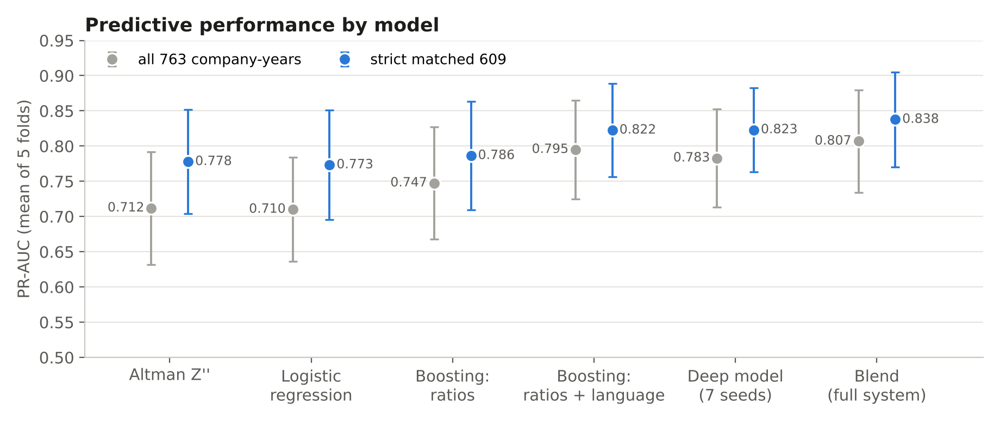 Predictive performance by model
all 763 company-years
strict matched 609
PR-AUC (mean of 5 folds)
0.95
0.90
0.85
0.80
0.75
0.70
0.65
0.60
0.55
0.50
0.712
0.778
0.710
0.773
0.747
0.786
0.795
0.822
0.783
0.823
0.807
0.838
Altman Z''
Logistic
regression
Boosting:
ratios
Boosting:
ratios + language
Deep model
(7 seeds)
Blend
(full system)